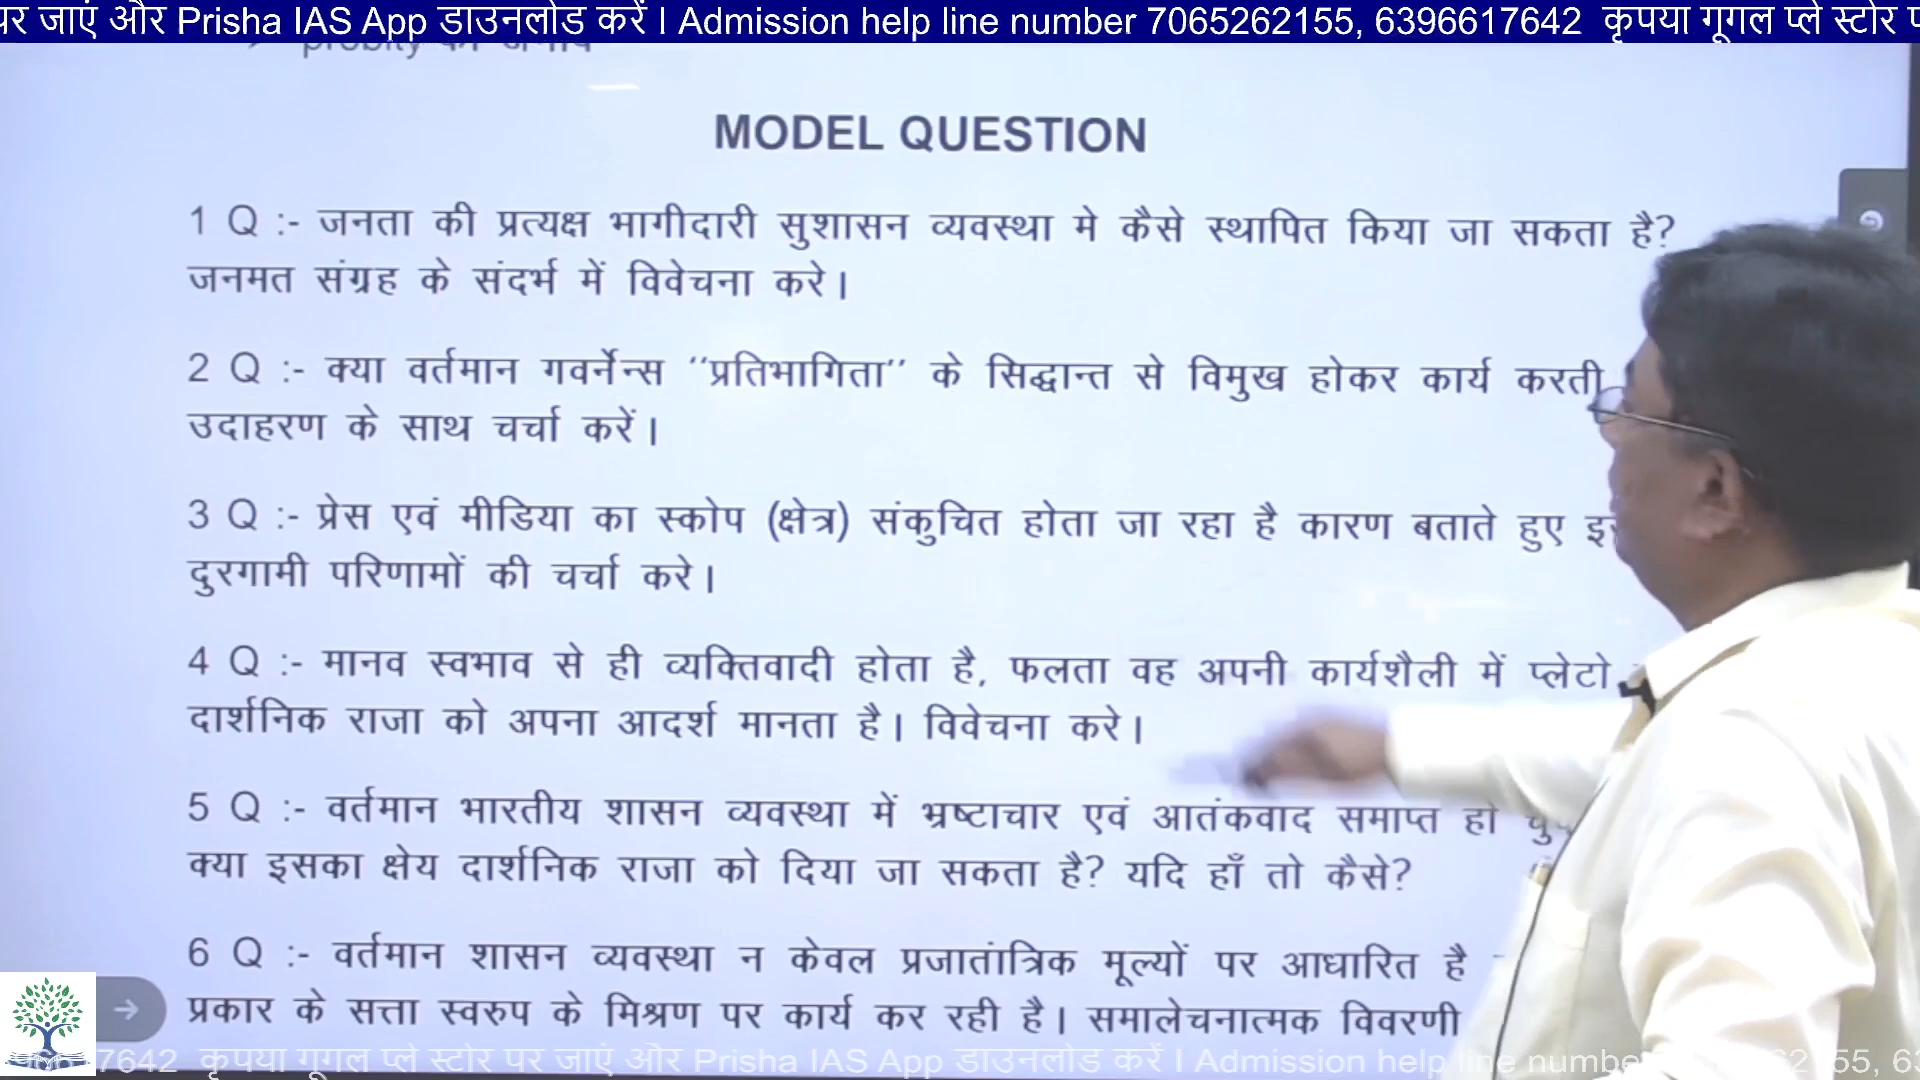 पर जाएं और Prisha IAS App डाउनलोड करें I Admission help line number 7065262155, 6396617642 कृपया गूगल प्ले स्टोर
probity का अभाव
MODEL QUESTION
1 Q :- जनता की प्रत्यक्ष भागीदारी सुशासन व्यवस्था मे कैसे स्थापित किया जा सकता है?
जनमत संग्रह के संदर्भ में विवेचना करे।
2 Q :- क्या वर्तमान गवर्नेन्स ‘‘प्रतिभागिता’’ के सिद्धान्त से विमुख होकर कार्य करती
उदाहरण के साथ चर्चा करें।
3 Q :- प्रेस एवं मीडिया का स्कोप (क्षेत्र) संकुचित होता जा रहा है कारण बताते हुए
दुरगामी परिणामों की चर्चा करे।
4 Q :- मानव स्वभाव से ही व्यक्तिवादी होता है, फलता वह अपनी कार्यशैली में प्लेटो
दार्शनिक राजा को अपना आदर्श मानता है। विवेचना करे।
5 Q :- वर्तमान भारतीय शासन व्यवस्था में भ्रष्टाचार एवं आतंकवाद समाप्त हो
क्या इसका क्षेय दार्शनिक राजा को दिया जा सकता है? यदि हाँ तो कैसे?
6 Q :- वर्तमान शासन व्यवस्था न केवल प्रजातांत्रिक मूल्यों पर आधारित है
प्रकार के सत्ता स्वरुप के मिश्रण पर कार्य कर रही है। समालेचनात्मक विवरणी
7642 कृपया गूगल प्ले स्टोर पर जाएं और Prisha IAS App डाउनलोड करें I Admission help line